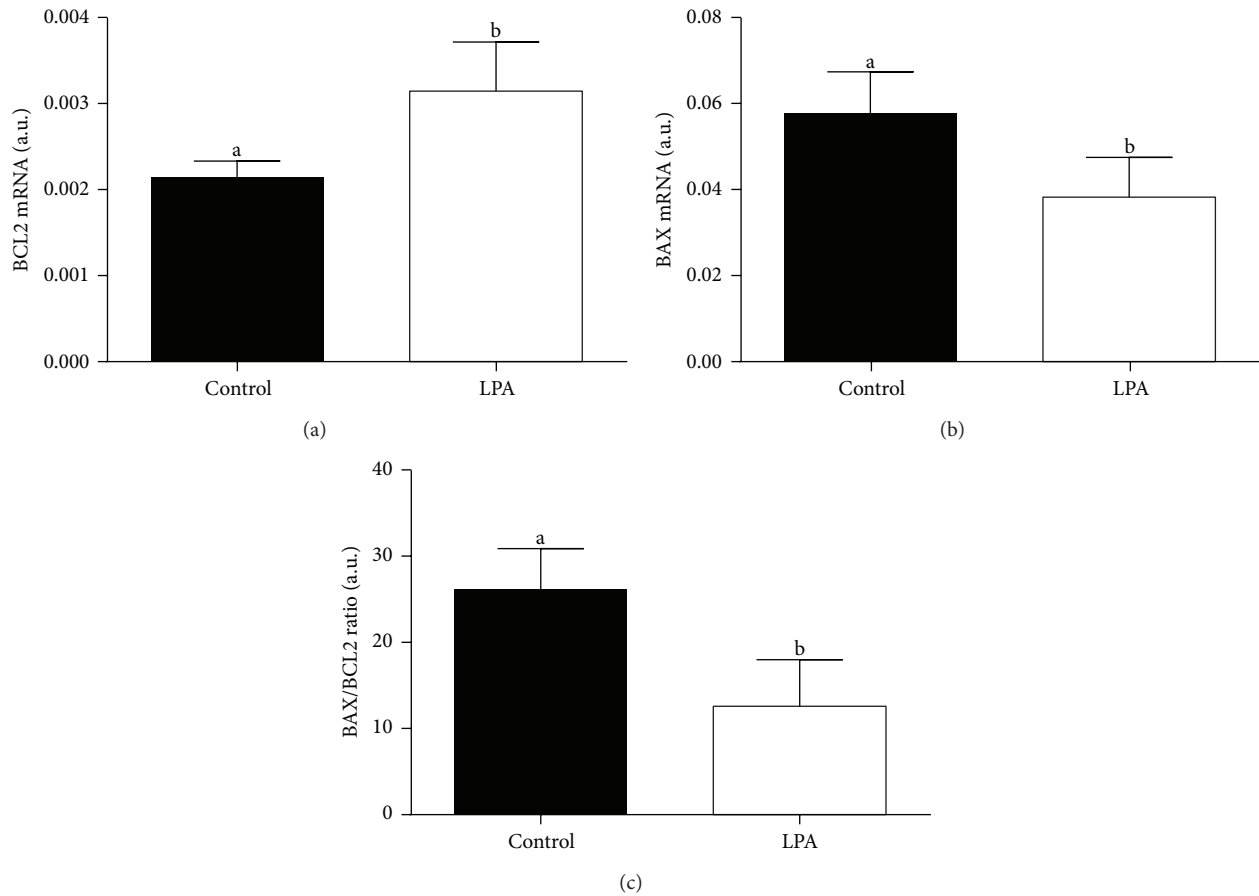 BCL2 mRNA (a.u.)
0.004
0.003
0.002
0.001
0.000
a
b
Control
LPA
(a)
BAX mRNA (a.u.)
0.08
0.06
0.04
0.02
0.00
a
b
Control
LPA
(b)
BAX/BCL2 ratio (a.u.)
40
30
20
10
0
a
b
Control
LPA
(c)